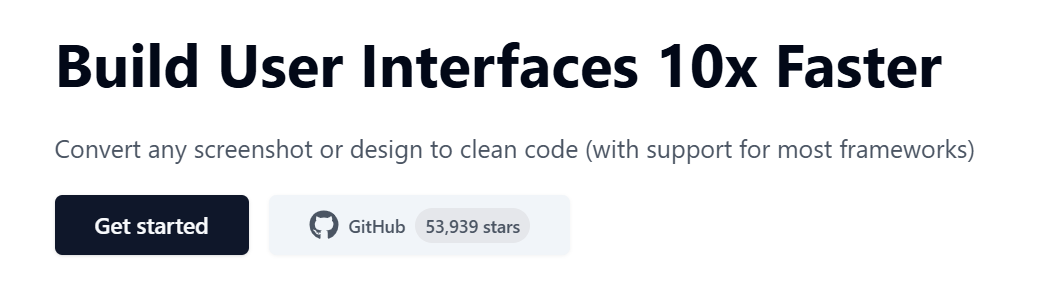 Build User Interfaces 10x Faster
Convert any screenshot or design to clean code (with support for most frameworks)
Get started
GitHub 53,939 stars